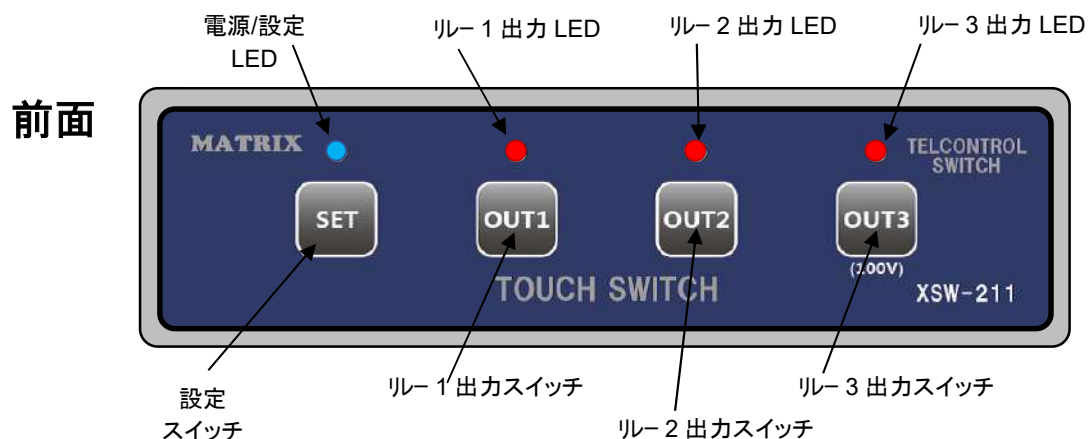 電源/設定
LED
リレー 1 出力 LED
リレー 2 出力 LED
リレー 3 出力 LED
前面
MATRIX
TELCONTROL
SWITCH
SET
OUT1
OUT2
OUT3
(100V)
TOUCH SWITCH
XSW-211
設定
スイッチ
リレー 1 出力スイッチ
リレー 2 出力スイッチ
リレー 3 出力スイッチ